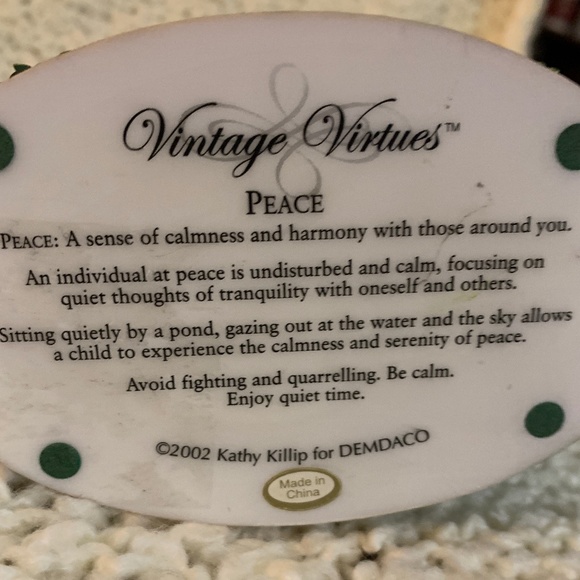 Vintage Virtues™
PEACE
PEACE: A sense of calmness and harmony with those around you.
An individual at peace is undisturbed and calm, focusing on
quiet thoughts of tranquility with oneself and others.
Sitting quietly by a pond, gazing out at the water and the sky allows
a child to experience the calmness and serenity of peace.
Avoid fighting and quarrelling. Be calm.
Enjoy quiet time.
©2002 Kathy Killip for DEMDACO
Made in
China